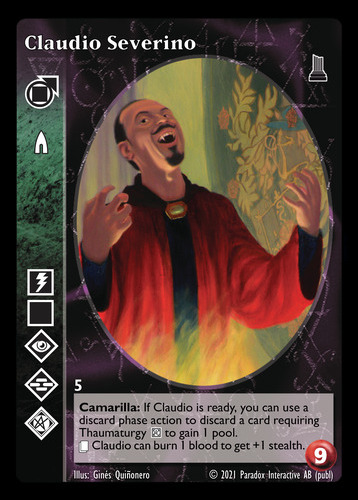 Claudio Severino
5
Camarilla: If Claudio is ready, you can use a
discard phase action to discard a card requiring
Thaumaturgy to gain 1 pool.
Claudio can burn 1 blood to get +1 stealth.
9
Illus: Ginés Quiñonero © 2021 Paradox Interactive AB (publ)